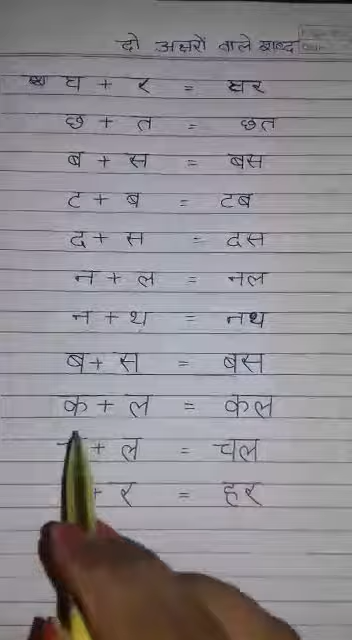 दो अक्षरों वाले शब्द
घ + र = घर
छ + त = छत
ब + स = बस
ट + ब = टब
द + स = दस
न + ल = नल
न + थ = नथ
ब + स = बस
क + ल = कल
+ ल = चल
+ र = हर